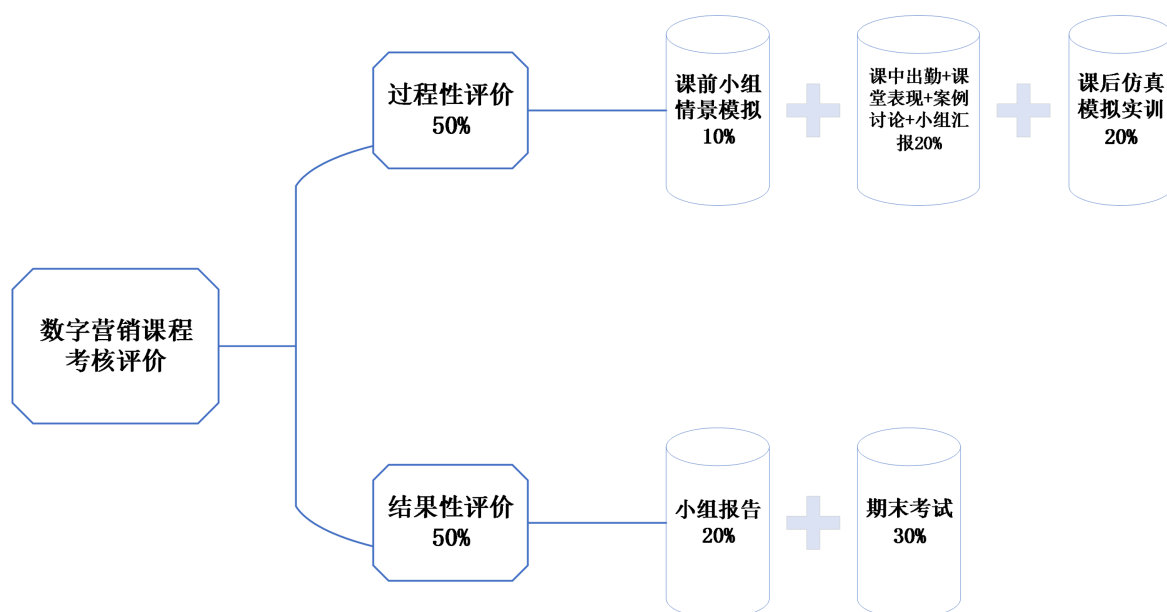 过程性评价
50%
课前小组
情景模拟
10%
课中出勤+课
堂表现+案例
讨论+小组汇
报20%
课后仿真
模拟实训
20%
数字营销课程
考核评价
结果性评价
50%
小组报告
20%
期末考试
30%